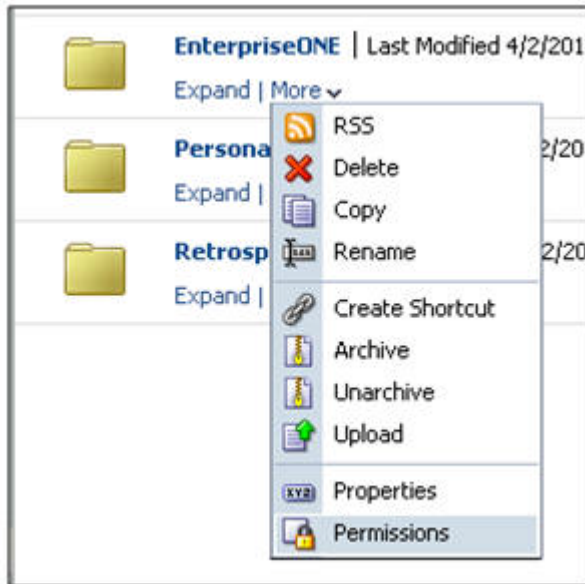 EnterpriseONE | Last Modified 4/2/201
Expand | More
RSS
Persona 2/20
Delete
Expand |
Copy
Retrosp 2/20
Rename
Expand |
Create Shortcut
Archive
Unarchive
Upload
XYZ Properties
Permissions